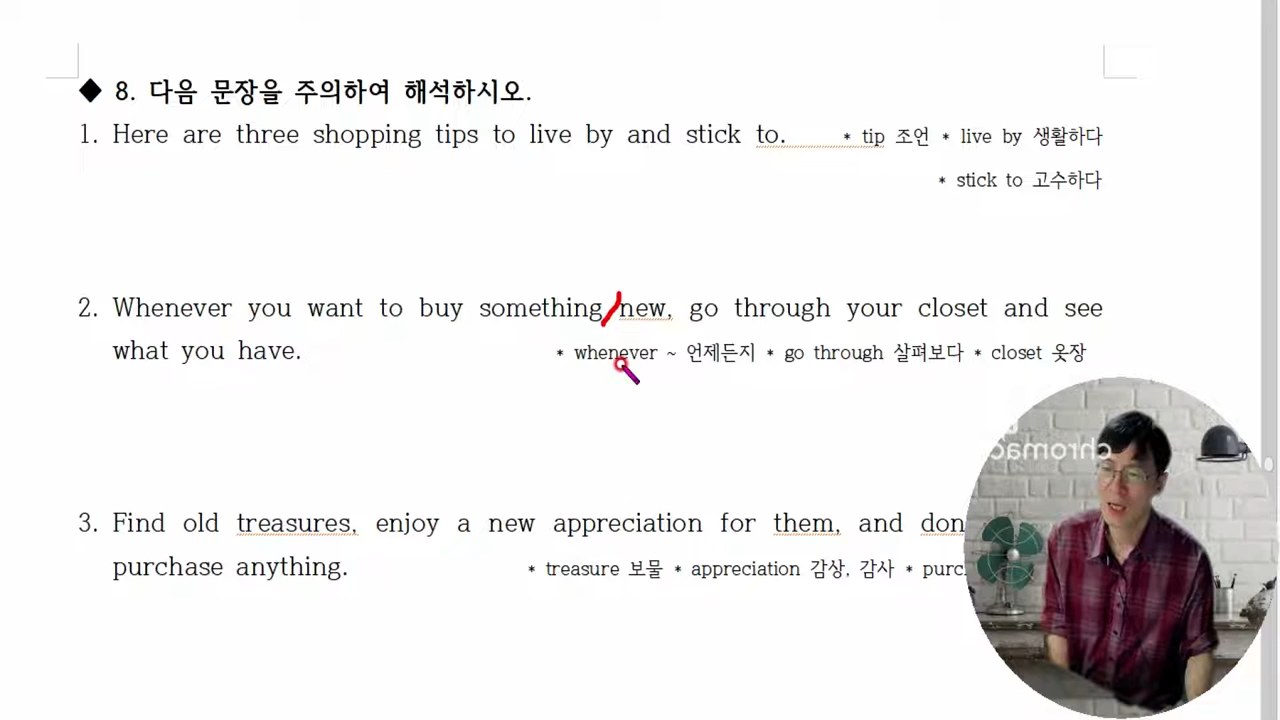 ◆ 8. 다음 문장을 주의하여 해석하시오.
1. Here are three shopping tips to live by and stick to. * tip 조언 * live by 생활하다
* stick to 고수하다
2. Whenever you want to buy something new, go through your closet and see
what you have. * whenever ~ 언제든지 * go through 살펴보다 * closet 옷장
3. Find old treasures, enjoy a new appreciation for them, and don
purchase anything. * treasure 보물 * appreciation 감상, 감사 * purc